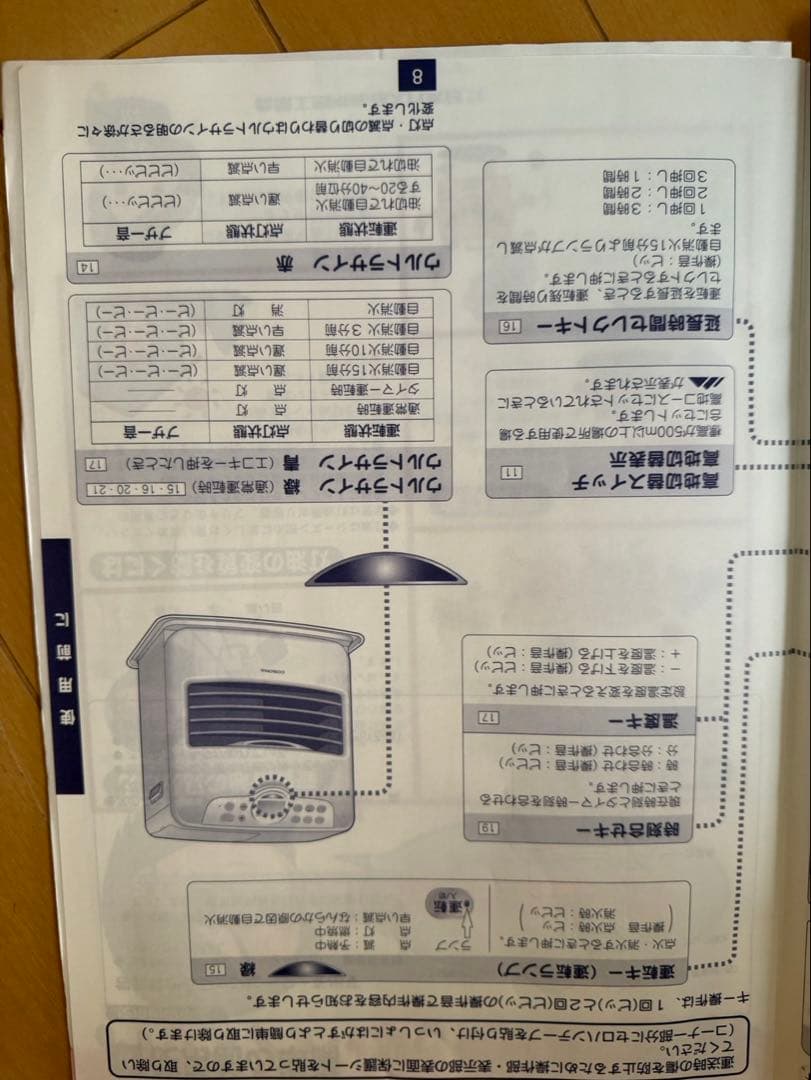 運送時の傷を防止するために操作部・表示部の表面に保護シートを貼っていますので、取り除い
てください。
（コーナー部分にセロハンテープを貼り付け、いっしょにはがすとより簡単に取り除けます。）
キー操作は、1回(ピッ)と2回(ピピッ)の操作音で操作内容をお知らせします。
運転キー（運転ランプ） 緑 15
点火・消火するときに押します。
操作音 点火時：ピッ
消火時：ピピッ
運転
入/切
ランプ
点　滅：予熱中
点　灯：燃焼中
早い点滅：なんらかの原因で自動消火
時刻合せキー 19
現在時刻とタイマー時刻を合わせる
ときに押します。
時：時合わせ (操作音：ピピッ)
分：分合わせ (操作音：ピッ)
温度キー 17
設定温度を変えるときに押します。
－：温度を下げる (操作音：ピピッ)
＋：温度を上げる (操作音：ピッ)
CORONA
使用前に
高地切替スイッチ
高地切替表示 11
標高が500m以上の場所で使用する場
合にセットします。
高地コースにセットされているときに
が表示されます。
延長時間セレクトキー 16
運転を延長するとき、運転残時間を
セレクトするときに押します。
(操作音：ピッ)
自動消火15分前よりランプが点滅し
ます。
1回押し：3時間
2回押し：2時間
3回押し：1時間
ウルトラサイン 緑 (通常運転時) 15・16・20・21
ウルトラサイン 青 (エコキーを押したとき) 17
運転状態 点灯状態 ブザー音
通常運転時 点　灯 ――
タイマー運転時 点　灯 ――
自動消火15分前 遅い点滅 (ピー・ピー・ピー)
自動消火10分前 遅い点滅 (ピー・ピー・ピー)
自動消火 3分前 早い点滅 (ピー・ピー・ピー)
自動消火 消　灯 (ピー・ピー・ピー)
ウルトラサイン 赤 14
運転状態 点灯状態 ブザー音
油切れで自動消火
する20〜40分位前 遅い点滅 (ピピピッ・・・)
油切れで自動消火 早い点滅 (ピピピッ・・・)
点灯・点滅の切り替わりはウルトラサインの明るさが徐々に
変化します。
8